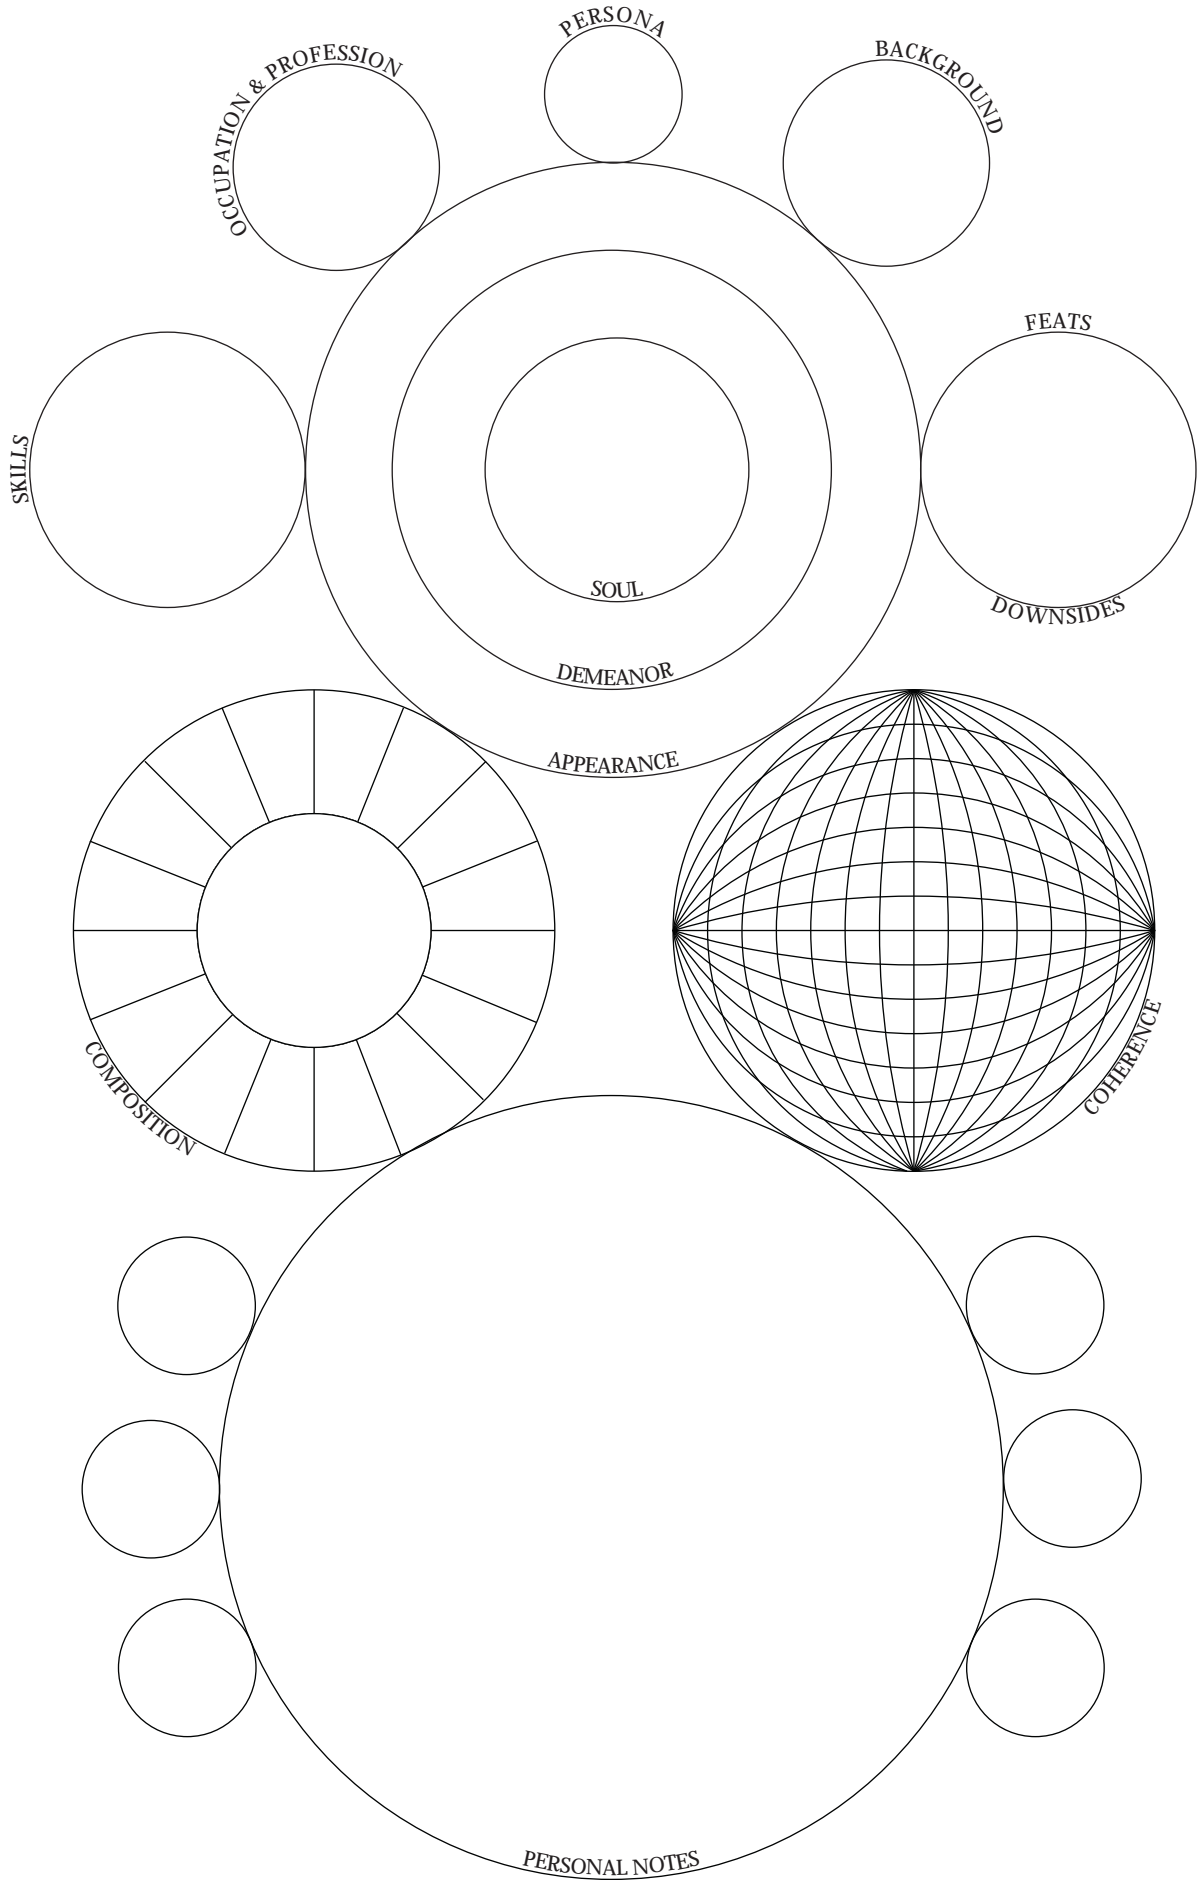 PERSONA
OCCUPATION & PROFESSION
BACKGROUND
SKILLS
FEATS
DOWNSIDES
SOUL
DEMEANOR
APPEARANCE
COMPOSITION
COHERENCE
PERSONAL NOTES